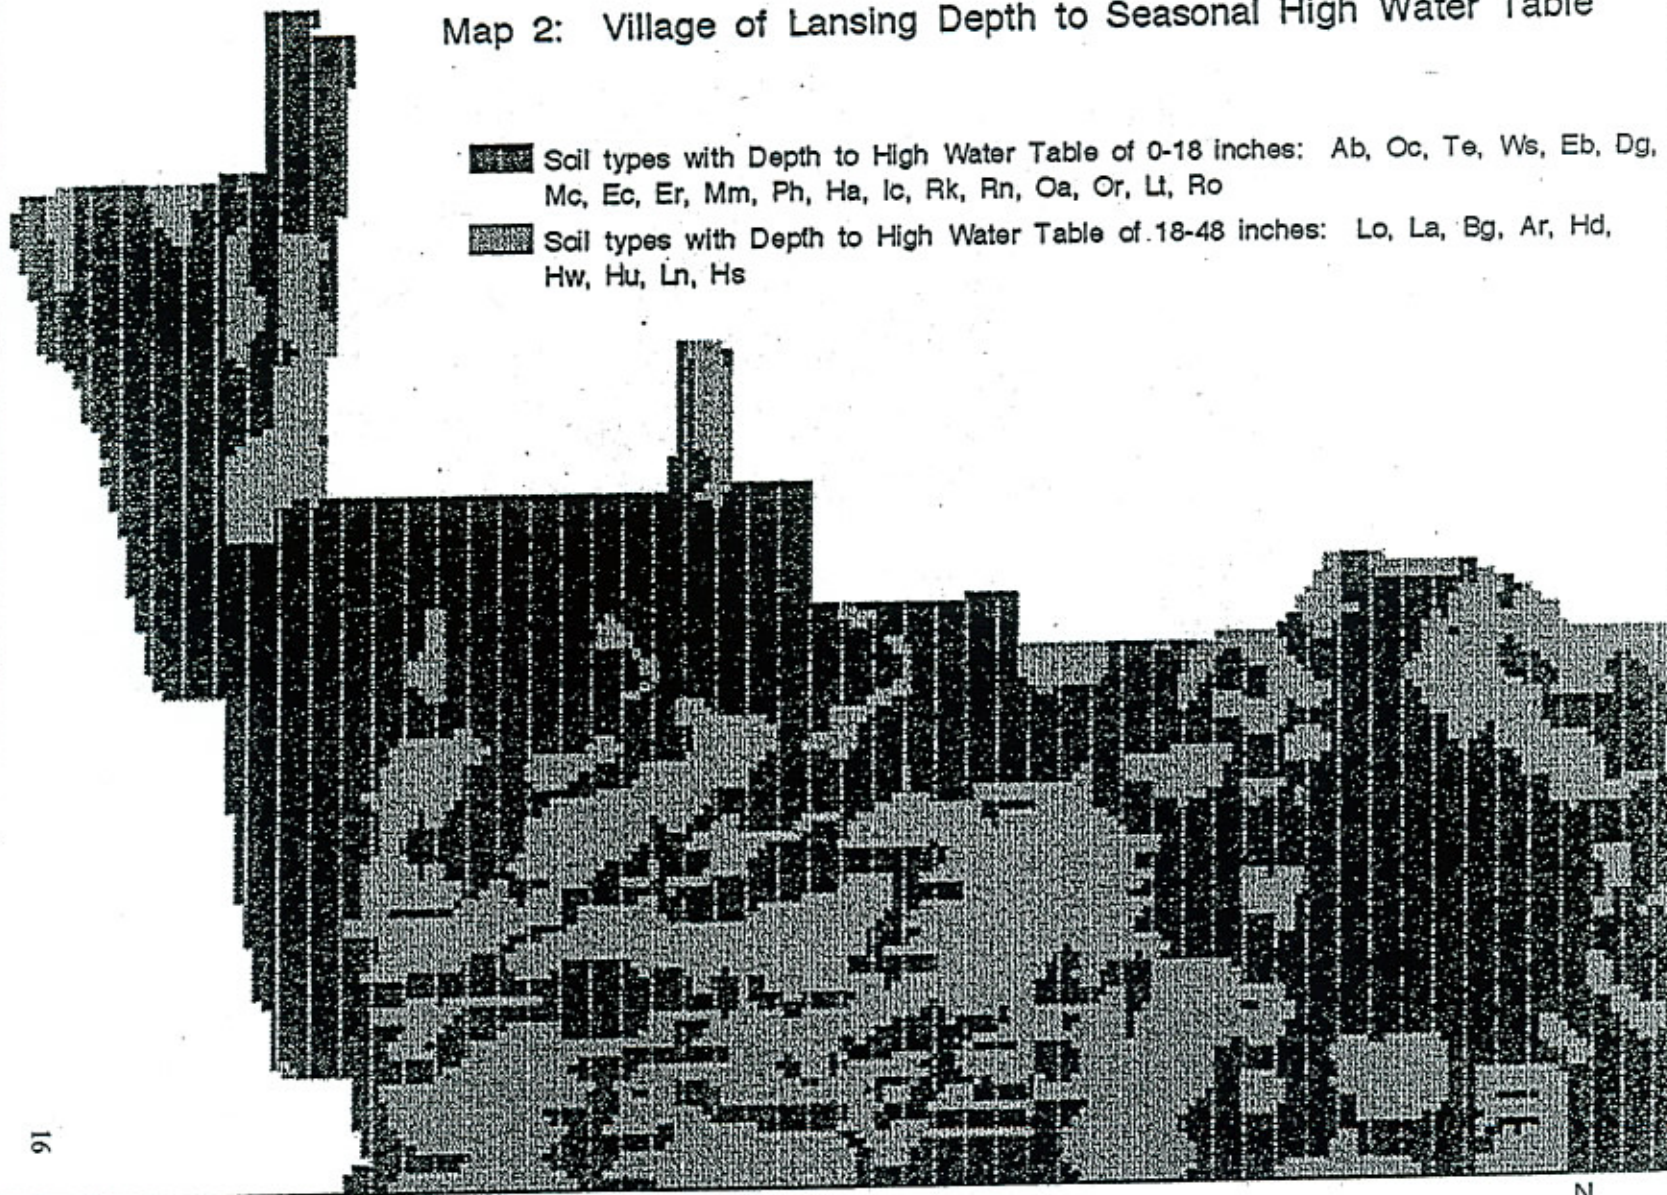 Map 2: Village of Lansing Depth to Seasonal High Water Table
Soil types with Depth to High Water Table of 0-18 inches: Ab, Oc, Te, Ws, Eb, Dg,
Mc, Ec, Er, Mm, Ph, Ha, Ic, Rk, Rn, Oa, Or, Lt, Ro
Soil types with Depth to High Water Table of 18-48 inches: Lo, La, Bg, Ar, Hd,
Hw, Hu, Ln, Hs
16
N